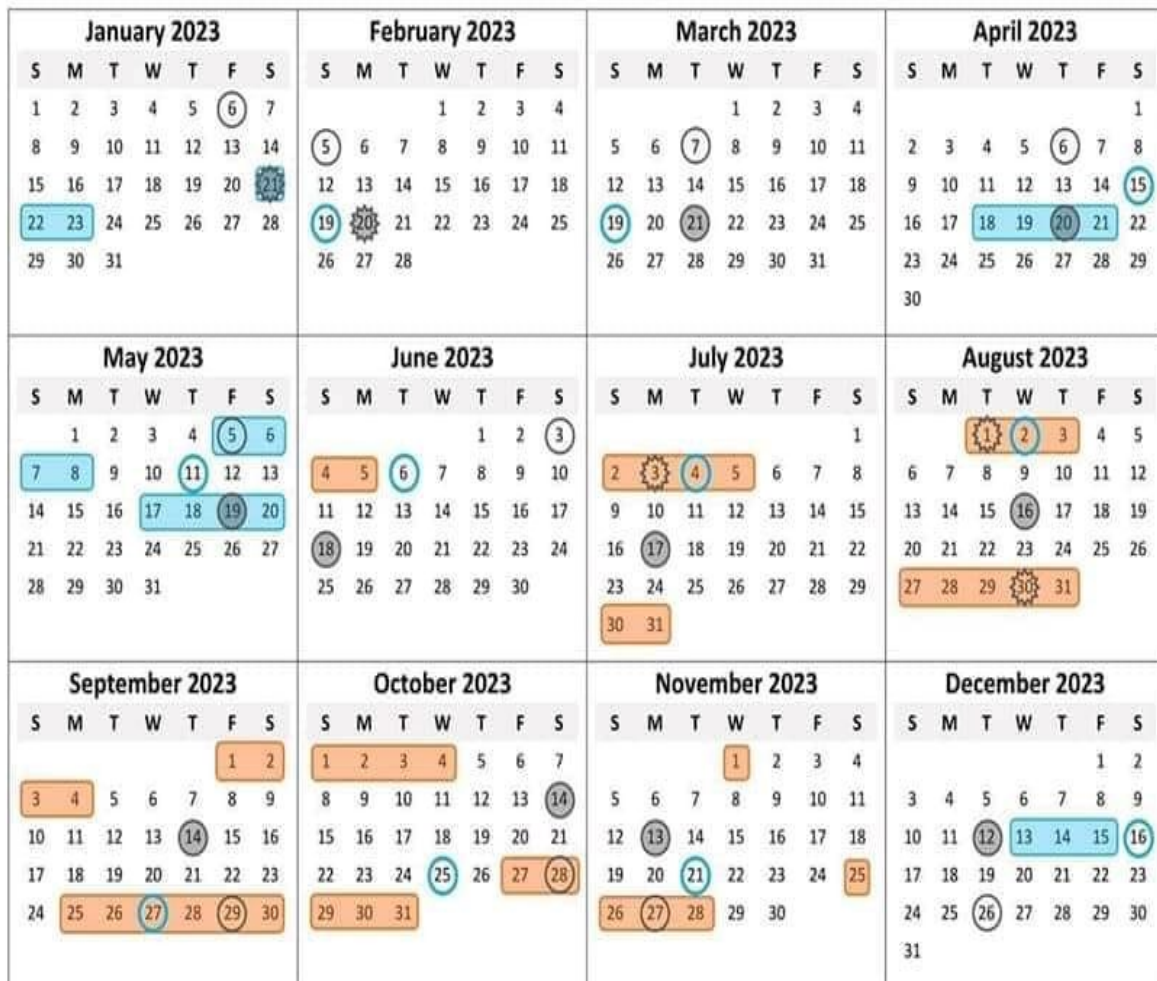 January 2023
S M T W T F S
1 2 3 4 5 6 7
8 9 10 11 12 13 14
15 16 17 18 19 20 21
22 23 24 25 26 27 28
29 30 31
February 2023
S M T W T F S
1 2 3 4
5 6 7 8 9 10 11
12 13 14 15 16 17 18
19 20 21 22 23 24 25
26 27 28
March 2023
S M T W T F S
1 2 3 4
5 6 7 8 9 10 11
12 13 14 15 16 17 18
19 20 21 22 23 24 25
26 27 28 29 30 31
April 2023
S M T W T F S
1
2 3 4 5 6 7 8
9 10 11 12 13 14 15
16 17 18 19 20 21 22
23 24 25 26 27 28 29
30
May 2023
S M T W T F S
1 2 3 4 5 6
7 8 9 10 11 12 13
14 15 16 17 18 19 20
21 22 23 24 25 26 27
28 29 30 31
June 2023
S M T W T F S
1 2 3
4 5 6 7 8 9 10
11 12 13 14 15 16 17
18 19 20 21 22 23 24
25 26 27 28 29 30
July 2023
S M T W T F S
1
2 3 4 5 6 7 8
9 10 11 12 13 14 15
16 17 18 19 20 21 22
23 24 25 26 27 28 29
30 31
August 2023
S M T W T F S
1 2 3 4 5
6 7 8 9 10 11 12
13 14 15 16 17 18 19
20 21 22 23 24 25 26
27 28 29 30 31
September 2023
S M T W T F S
1 2
3 4 5 6 7 8 9
10 11 12 13 14 15 16
17 18 19 20 21 22 23
24 25 26 27 28 29 30
October 2023
S M T W T F S
1 2 3 4 5 6 7
8 9 10 11 12 13 14
15 16 17 18 19 20 21
22 23 24 25 26 27 28
29 30 31
November 2023
S M T W T F S
1 2 3 4
5 6 7 8 9 10 11
12 13 14 15 16 17 18
19 20 21 22 23 24 25
26 27 28 29 30
December 2023
S M T W T F S
1 2
3 4 5 6 7 8 9
10 11 12 13 14 15 16
17 18 19 20 21 22 23
24 25 26 27 28 29 30
31